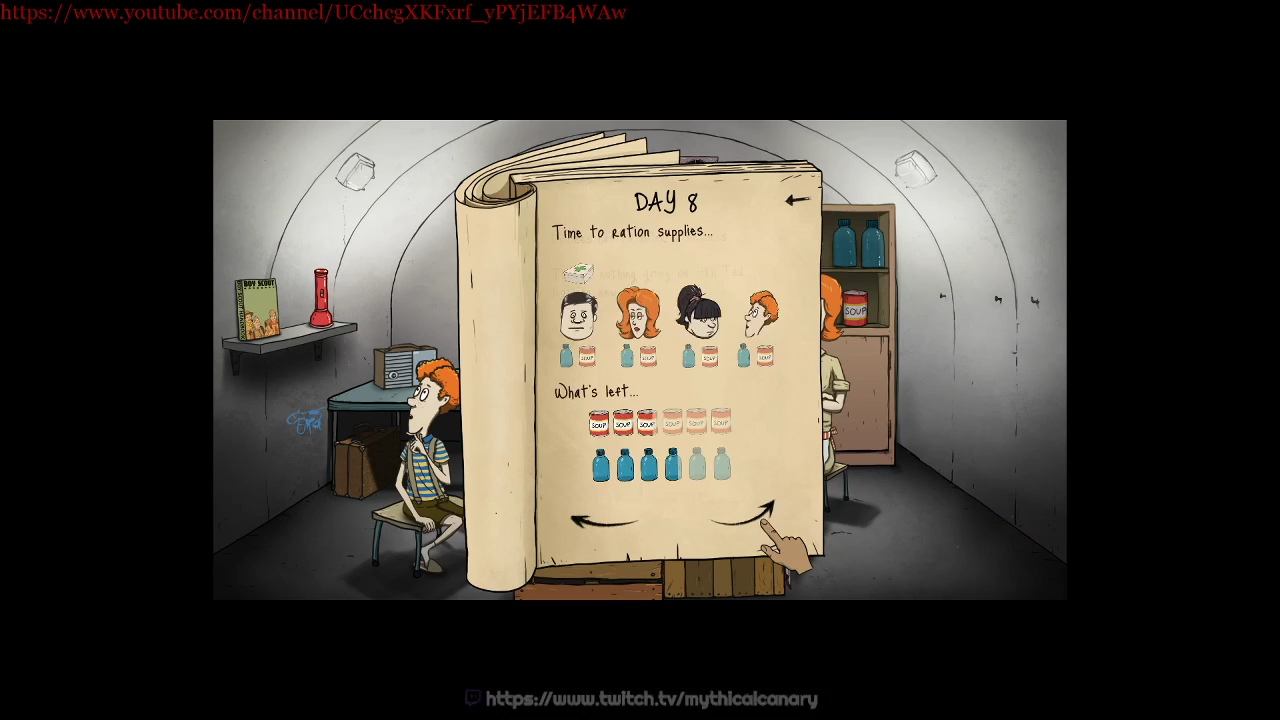 https://www.youtube.com/channel/UCchcgXKFxrf_yPYjEFB4WAw
DAY 8
Time to ration supplies...
BOY SCOUT
SOUP
SOUP SOUP SOUP SOUP
What's left...
SOUP SOUP SOUP SOUP SOUP SOUP
https://www.twitch.tv/mythicalcanary